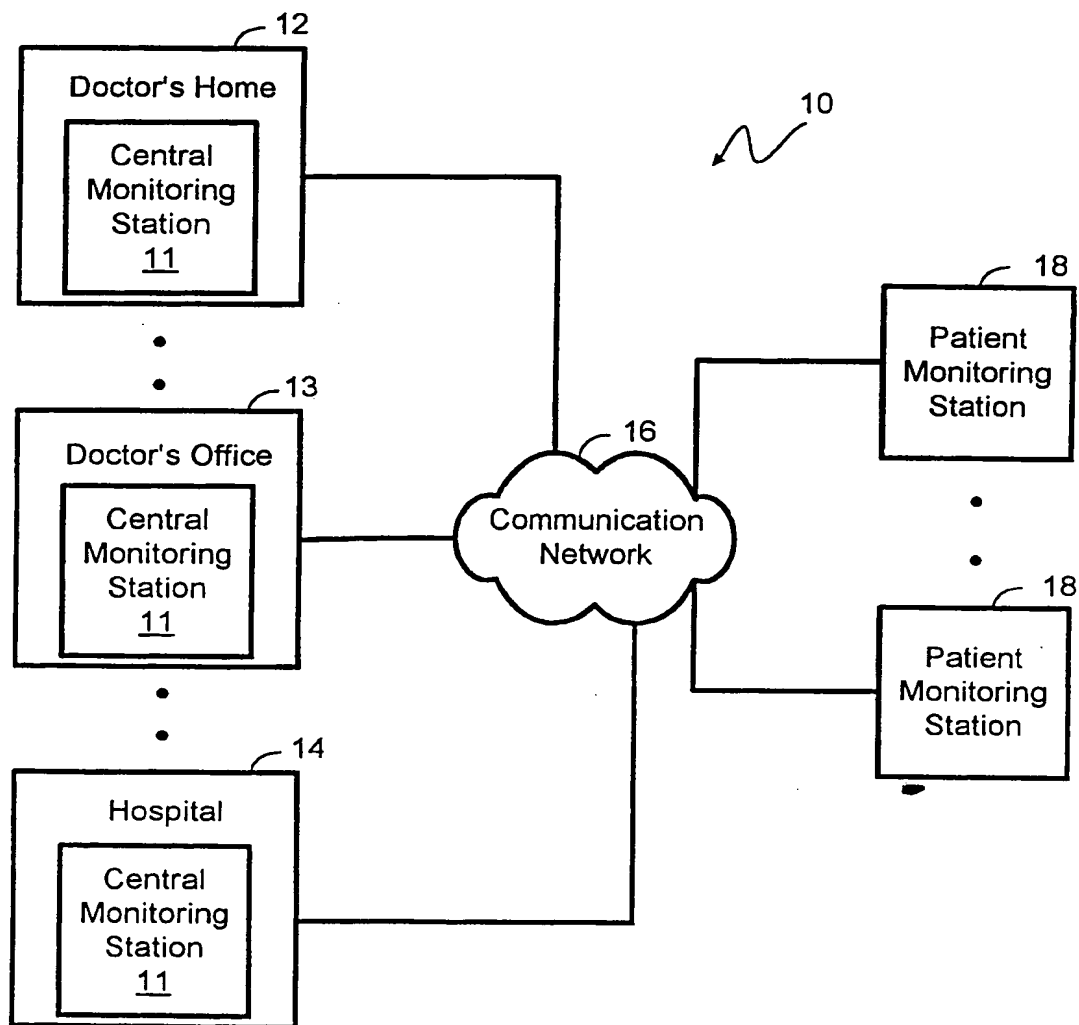 12
Doctor's Home
Central
Monitoring
Station
11
10
13
Doctor's Office
Central
Monitoring
Station
11
14
Hospital
Central
Monitoring
Station
11
16
Communication
Network
18
Patient
Monitoring
Station
18
Patient
Monitoring
Station